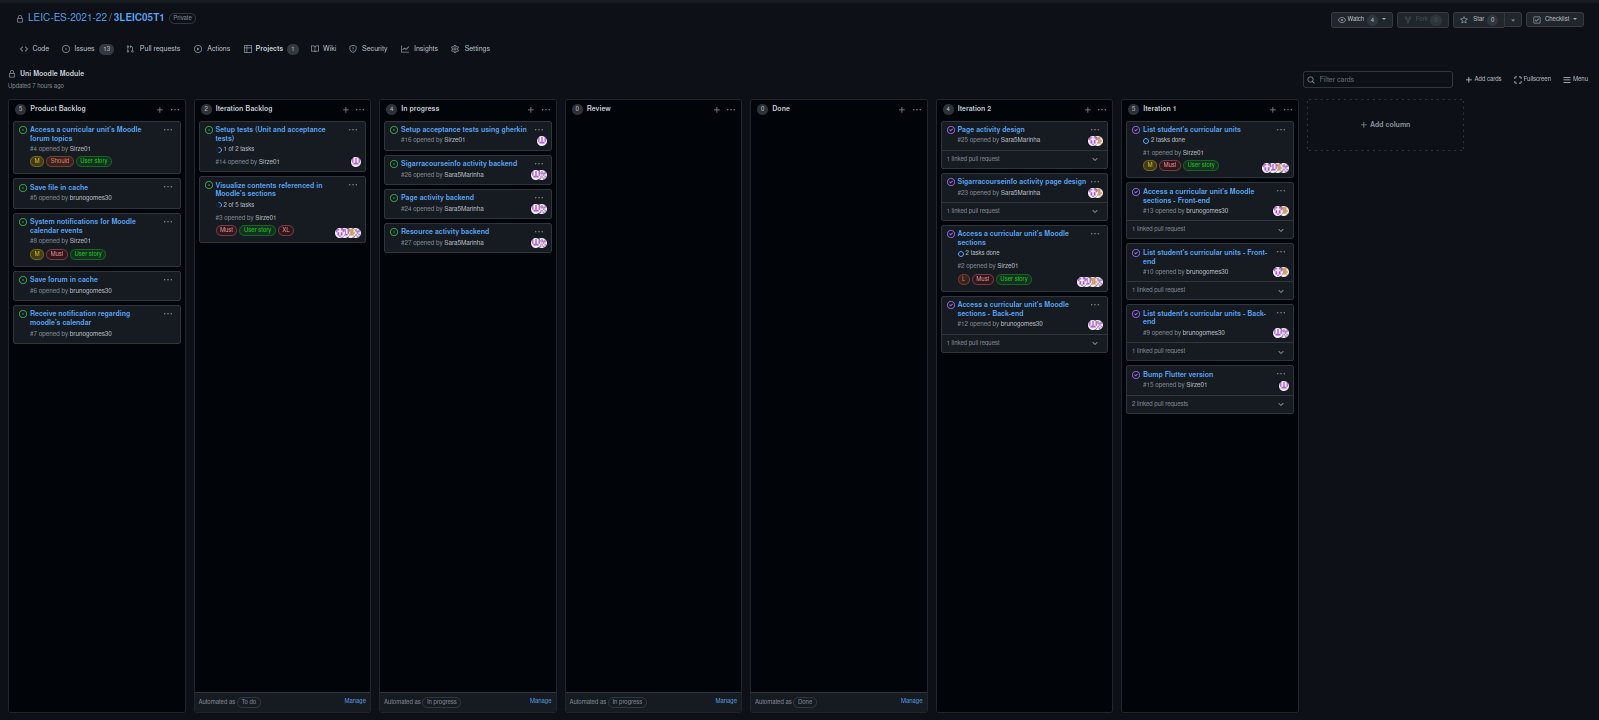 LEIC-ES-2021-22 / 3LEIC05T1 Private
Watch 4
Fork 0
Star 0
Checklist
Code
Issues 13
Pull requests
Actions
Projects 1
Wiki
Security
Insights
Settings
Uni Moodle Module
Updated 7 hours ago
Filter cards
Add cards
Fullscreen
Menu
5 Product Backlog
Access a curricular unit's Moodle
forum topics
#4 opened by Sirze01
M Should User story
Save file in cache
#5 opened by brunogomes30
System notifications for Moodle
calendar events
#8 opened by Sirze01
M Must User story
Save forum in cache
#6 opened by brunogomes30
Receive notification regarding
moodle's calendar
#7 opened by brunogomes30
2 Iteration Backlog
Setup tests (Unit and acceptance
tests)
1 of 2 tasks
#14 opened by Sirze01
Visualize contents referenced in
Moodle's sections
2 of 5 tasks
#3 opened by Sirze01
Must User story XL
Automated as To do
Manage
4 In progress
Setup acceptance tests using gherkin
#16 opened by Sirze01
Sigarracourseinfo activity backend
#26 opened by Sara5Marinha
Page activity backend
#24 opened by Sara5Marinha
Resource activity backend
#27 opened by Sara5Marinha
Automated as In progress
Manage
0 Review
Automated as In progress
Manage
0 Done
Automated as Done
Manage
4 Iteration 2
Page activity design
#25 opened by Sara5Marinha
1 linked pull request
Sigarracourseinfo activity page design
#23 opened by Sara5Marinha
1 linked pull request
Access a curricular unit's Moodle
sections
2 tasks done
#2 opened by Sirze01
L Must User story
Access a curricular unit's Moodle
sections - Back-end
#12 opened by brunogomes30
1 linked pull request
5 Iteration 1
List student's curricular units
2 tasks done
#1 opened by Sirze01
M Must User story
Access a curricular unit's Moodle
sections - Front-end
#13 opened by brunogomes30
1 linked pull request
List student's curricular units - Front-
end
#10 opened by brunogomes30
1 linked pull request
List student's curricular units - Back-
end
#9 opened by brunogomes30
1 linked pull request
Bump Flutter version
#15 opened by Sirze01
2 linked pull requests
Add column